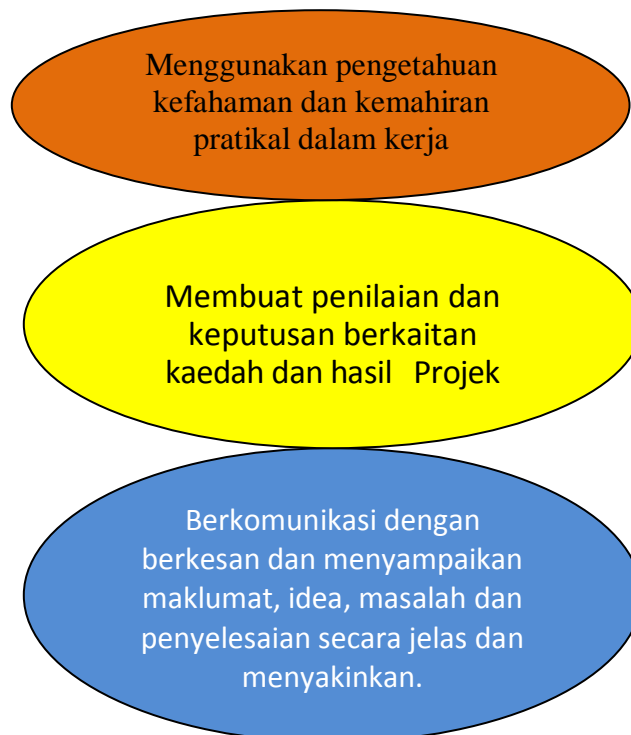 Menggunakan pengetahuan
kefahaman dan kemahiran
pratikal dalam kerja
Membuat penilaian dan
keputusan berkaitan
kaedah dan hasil Projek
Berkomunikasi dengan
berkesan dan menyampaikan
maklumat, idea, masalah dan
penyelesaian secara jelas dan
menyakinkan.